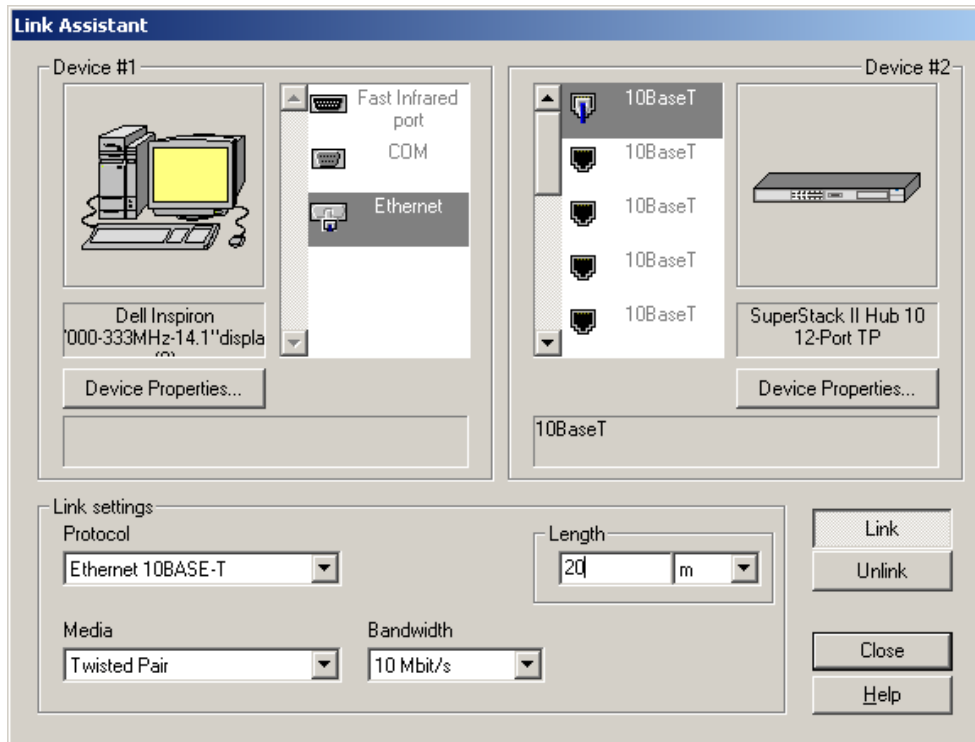 Link Assistant
Device #1
Device #2
Fast Infrared
port
COM
Ethernet
10BaseT
10BaseT
10BaseT
10BaseT
10BaseT
Dell Inspiron
'000-333MHz-14.1''displa
SuperStack II Hub 10
12-Port TP
Device Properties...
Device Properties...
10BaseT
Link settings
Protocol
Ethernet 10BASE-T
Length
20
m
Media
Twisted Pair
Bandwidth
10 Mbit/s
Link
Unlink
Close
Help